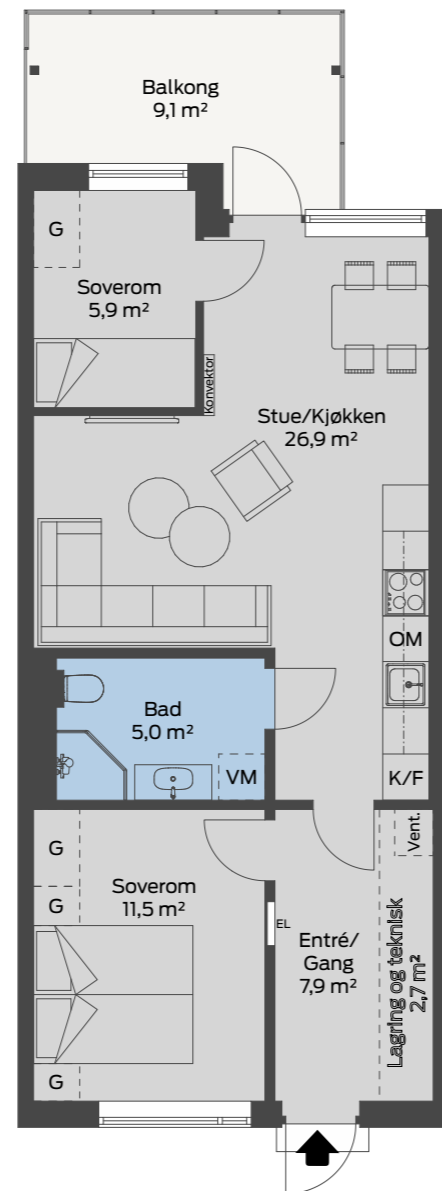 Balkong
9,1 m²
G
Soverom
5,9 m²
Konvektor
Stue/Kjøkken
26,9 m²
OM
Bad
5,0 m²
VM
K/F
G
Vent.
Soverom
11,5 m²
G
EL
Entré/
Gang
7,9 m²
Lagring og teknisk
2,7 m²
G